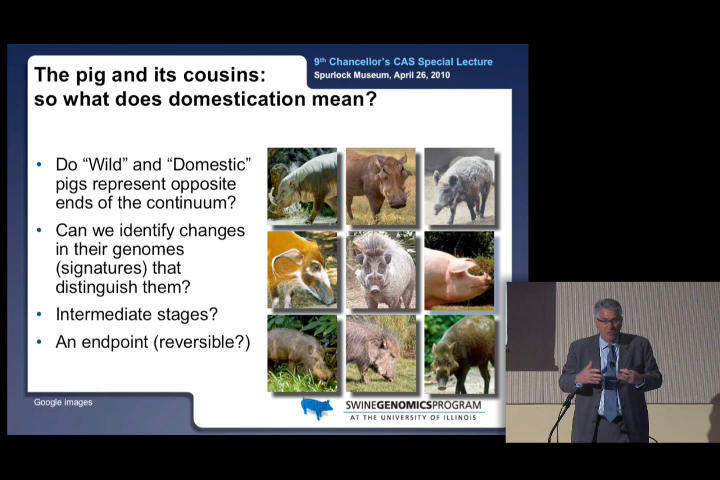 9th Chancellor's CAS Special Lecture
Spurlock Museum, April 26, 2010
The pig and its cousins:
so what does domestication mean?
• Do “Wild” and “Domestic”
pigs represent opposite
ends of the continuum?
• Can we identify changes
in their genomes
(signatures) that
distinguish them?
• Intermediate stages?
• An endpoint (reversible?)
Google images
SWINEGENOMICSPROGRAM
AT THE UNIVERSITY OF ILLINOIS